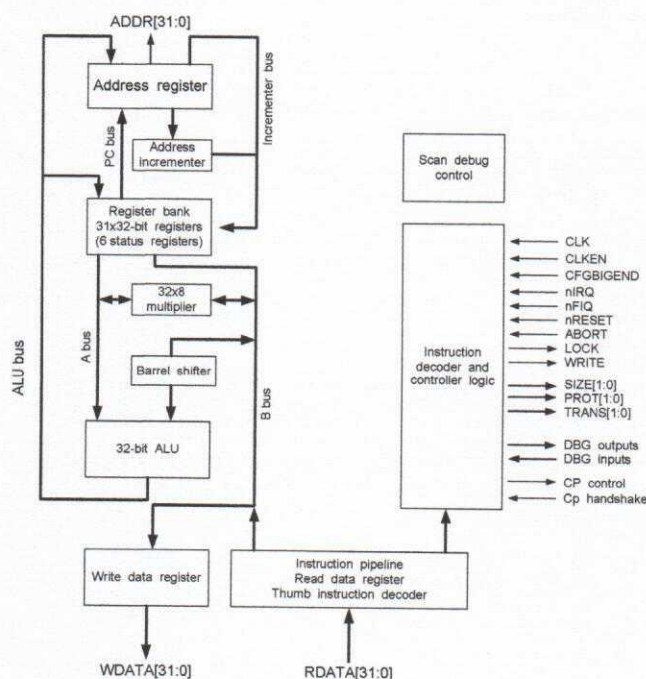 ADDR[31:0]
Address register
Incrementer bus
PC bus
Address
incrementer
Scan debug
control
Register bank
31x32-bit registers
(6 status registers)
CLK
CLKEN
CFGBIGEND
nIRQ
nFIQ
nRESET
ABORT
LOCK
WRITE
SIZE[1:0]
PROT[1:0]
TRANS[1:0]
DBG outputs
DBG inputs
CP control
Cp handshake
Instruction
decoder and
controller logic
32x8
multiplier
A bus
ALU bus
Barrel shifter
B bus
32-bit ALU
Write data register
Instruction pipeline
Read data register
Thumb instruction decoder
WDATA[31:0]
RDATA[31:0]